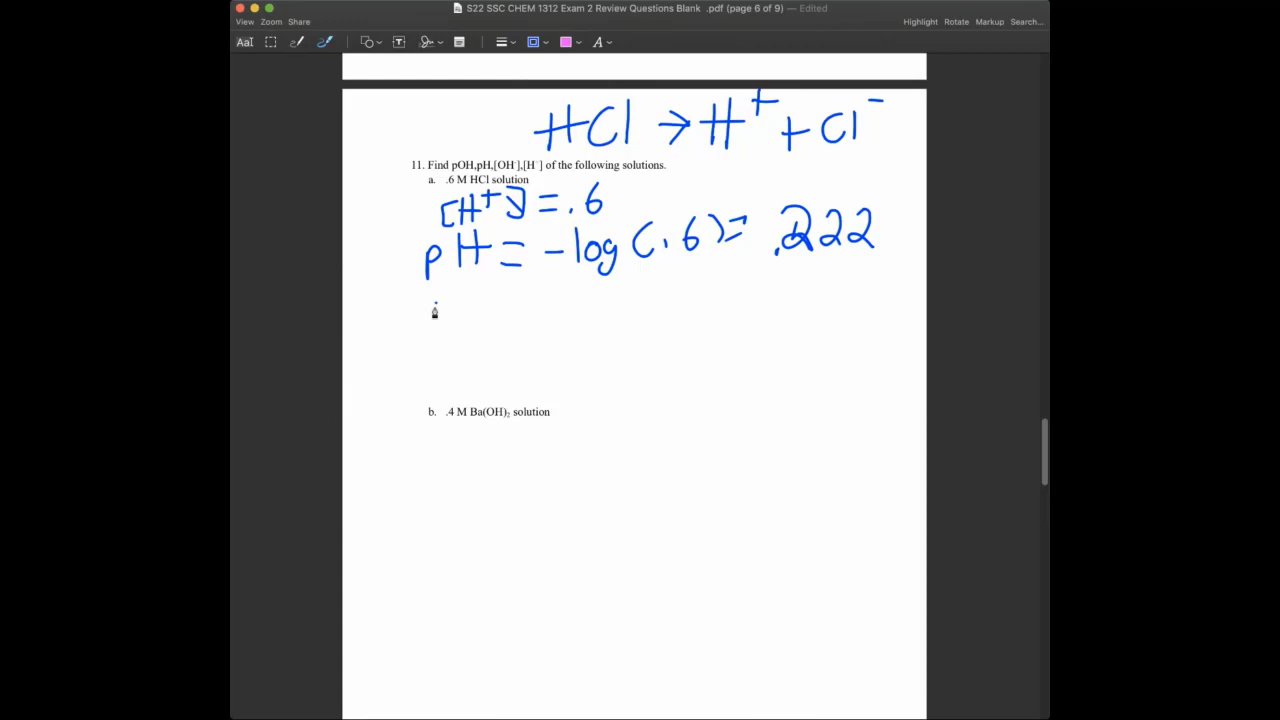 S22 SSC CHEM 1312 Exam 2 Review Questions Blank .pdf (page 6 of 9) — Edited
View Zoom Share
Highlight Rotate Markup Search...
HCl → H⁺ + Cl⁻
11. Find pOH,pH,[OH⁻],[H⁺] of the following solutions.
a. .6 M HCl solution
[H⁺] = .6
pH = -log(.6) = .222
b. .4 M Ba(OH)₂ solution